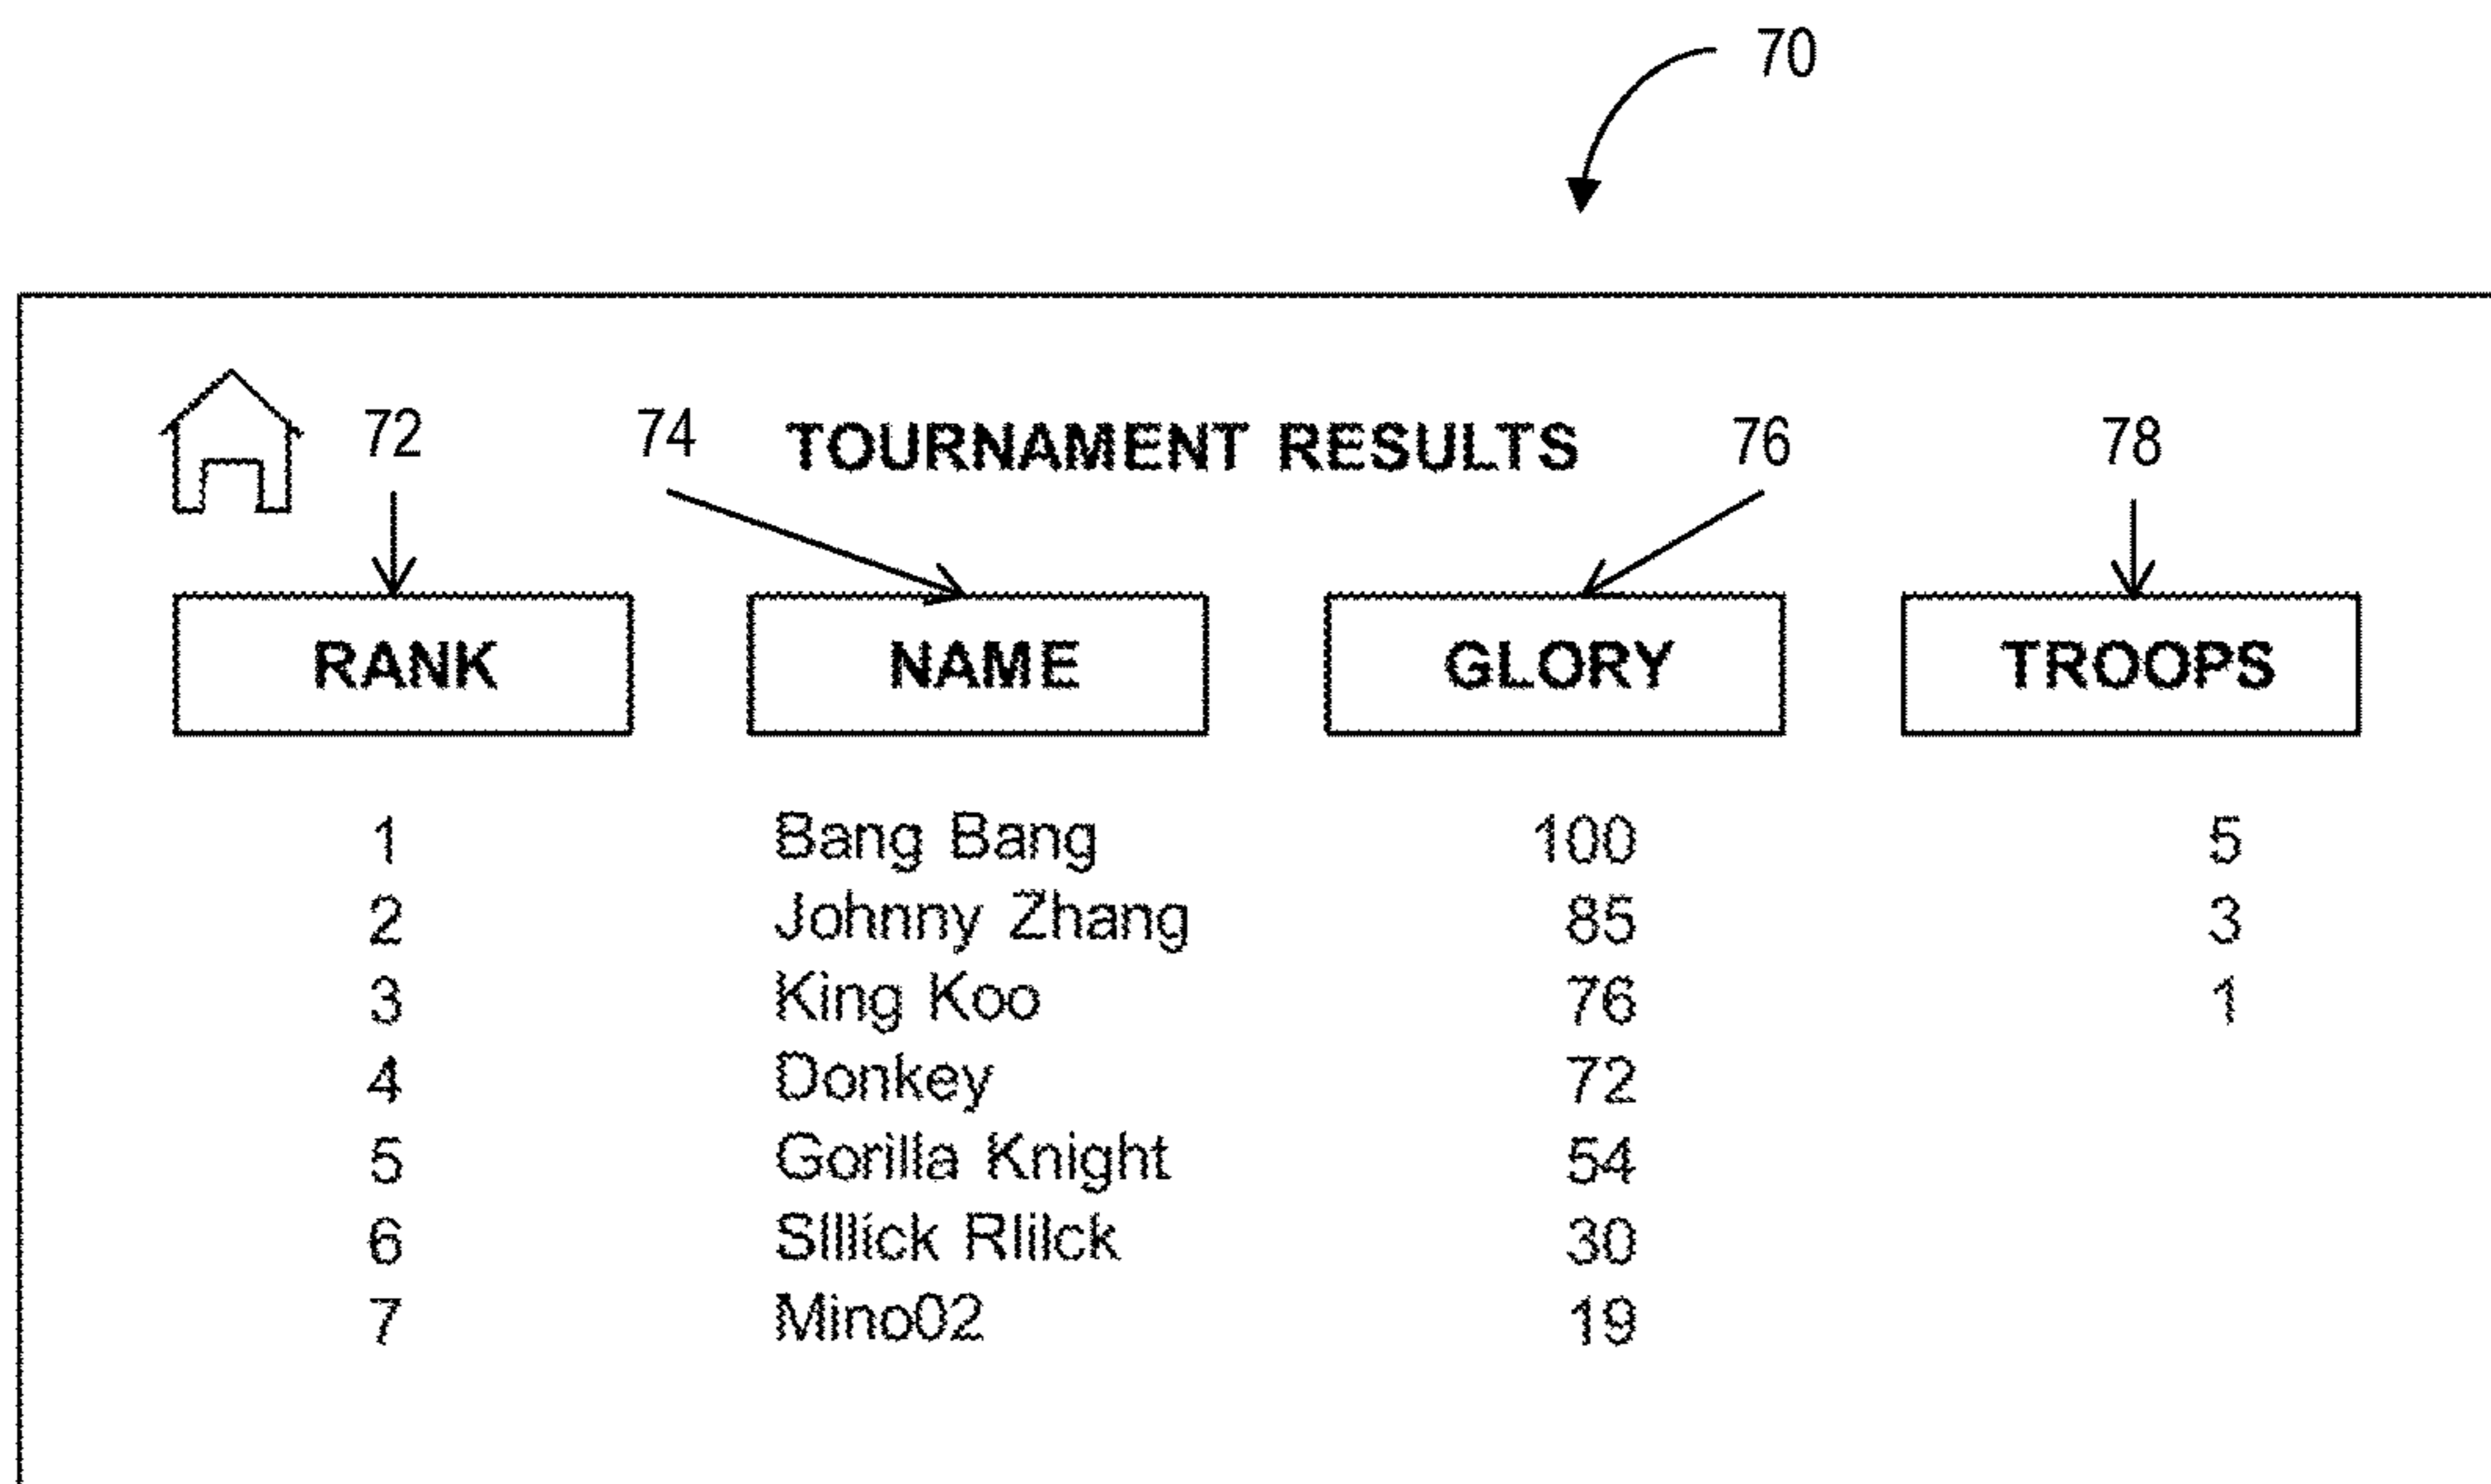 70
72 74 TOURNAMENT RESULTS 76 78
RANK NAME GLORY TROOPS
1 Bang Bang 100 5
2 Johnny Zhang 85 3
3 King Koo 76 1
4 Donkey 72
5 Gorilla Knight 54
6 Slllick Rlilck 30
7 Mino02 19